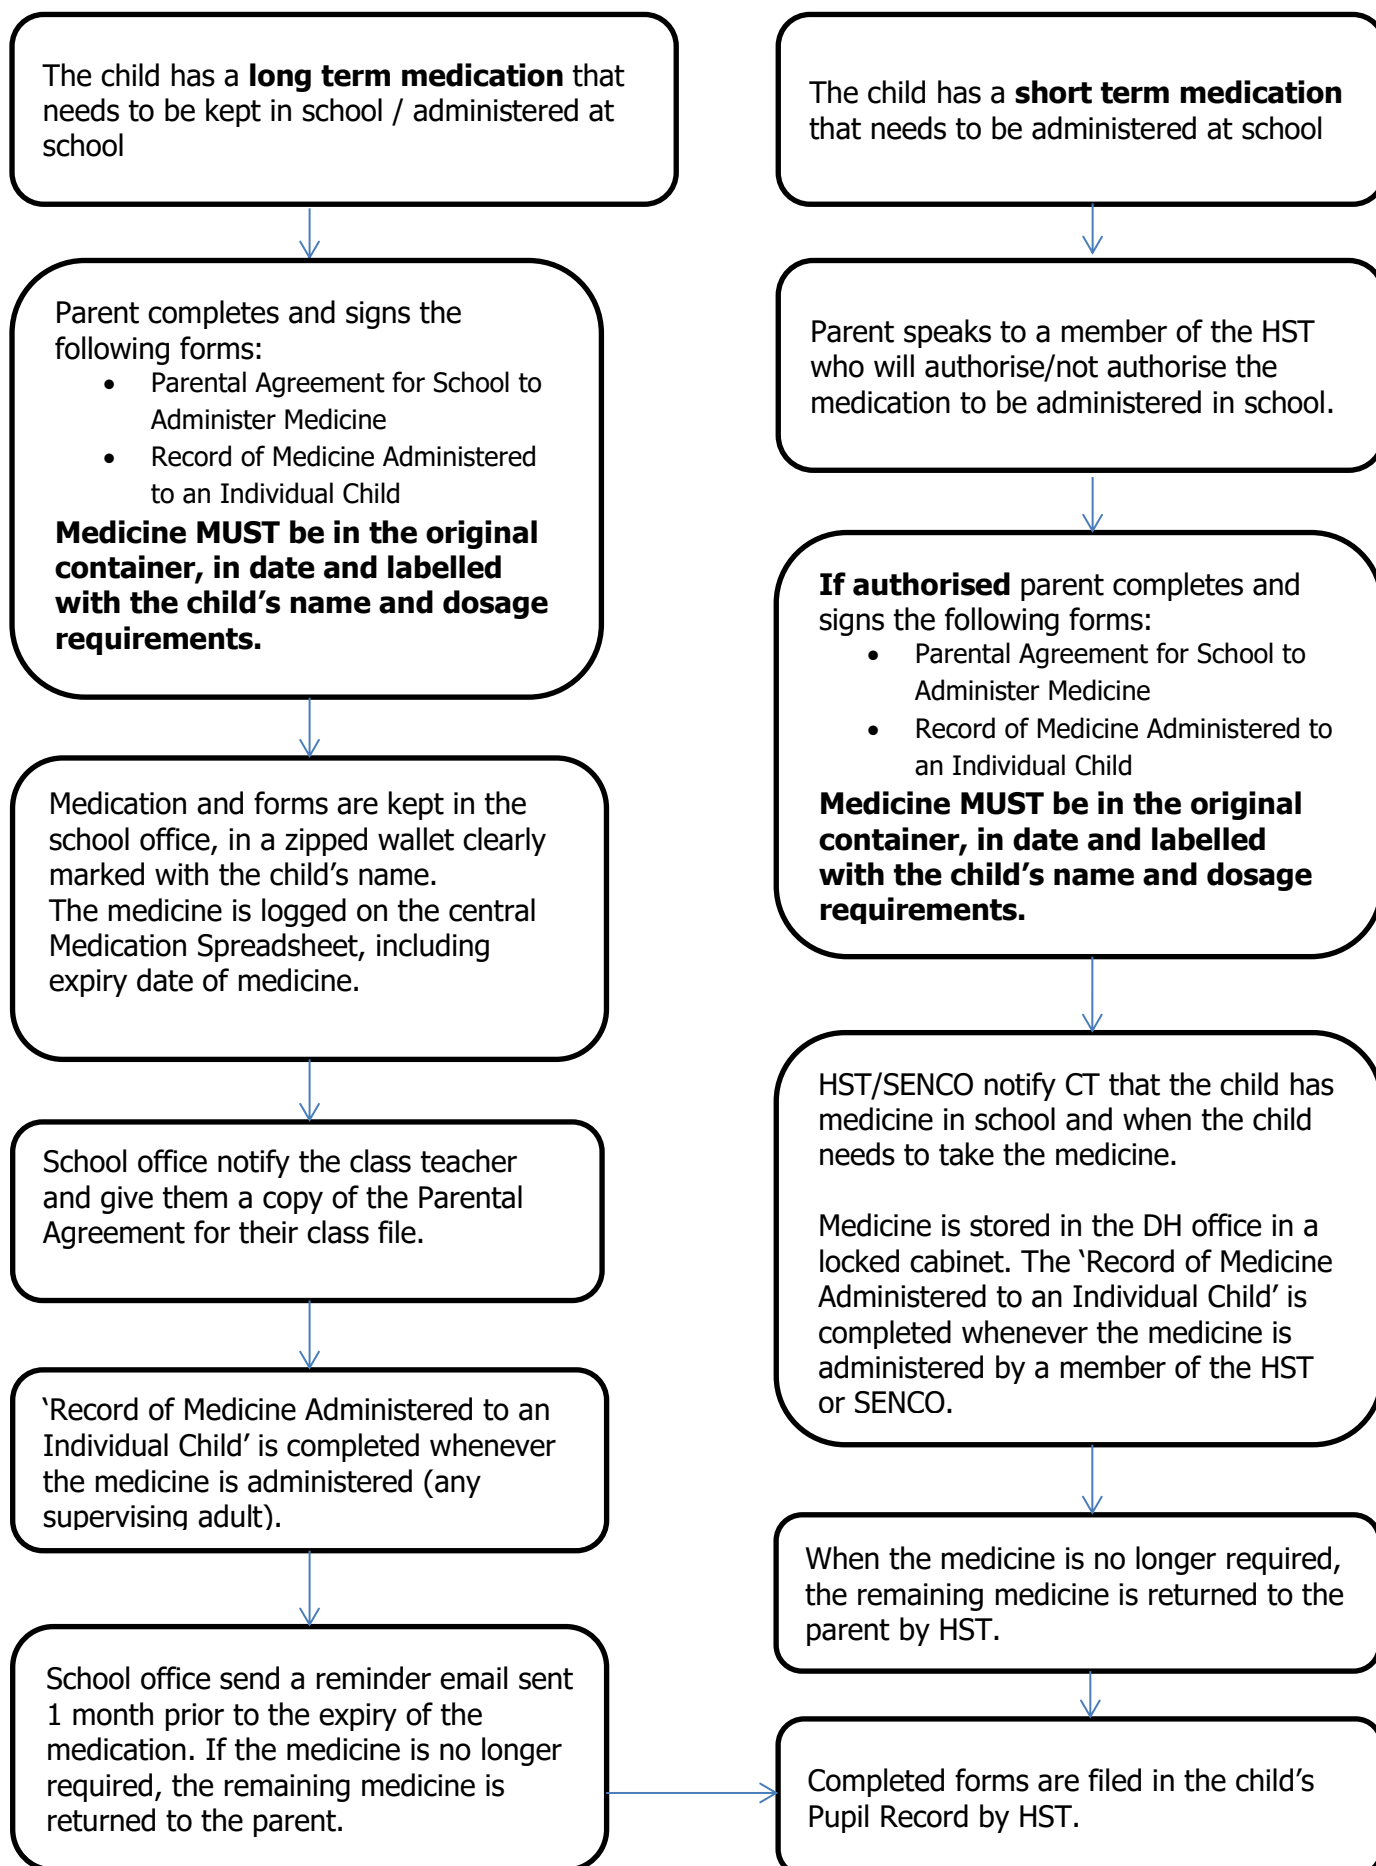 The child has a long term medication that
needs to be kept in school / administered at
school
Parent completes and signs the
following forms:
• Parental Agreement for School to
Administer Medicine
• Record of Medicine Administered
to an Individual Child
Medicine MUST be in the original
container, in date and labelled
with the child’s name and dosage
requirements.
Medication and forms are kept in the
school office, in a zipped wallet clearly
marked with the child’s name.
The medicine is logged on the central
Medication Spreadsheet, including
expiry date of medicine.
School office notify the class teacher
and give them a copy of the Parental
Agreement for their class file.
‘Record of Medicine Administered to an
Individual Child’ is completed whenever
the medicine is administered (any
supervising adult).
School office send a reminder email sent
1 month prior to the expiry of the
medication. If the medicine is no longer
required, the remaining medicine is
returned to the parent.
The child has a short term medication
that needs to be administered at school
Parent speaks to a member of the HST
who will authorise/not authorise the
medication to be administered in school.
If authorised parent completes and
signs the following forms:
• Parental Agreement for School to
Administer Medicine
• Record of Medicine Administered to
an Individual Child
Medicine MUST be in the original
container, in date and labelled
with the child’s name and dosage
requirements.
HST/SENCO notify CT that the child has
medicine in school and when the child
needs to take the medicine.
Medicine is stored in the DH office in a
locked cabinet. The ‘Record of Medicine
Administered to an Individual Child’ is
completed whenever the medicine is
administered by a member of the HST
or SENCO.
When the medicine is no longer required,
the remaining medicine is returned to the
parent by HST.
Completed forms are filed in the child’s
Pupil Record by HST.